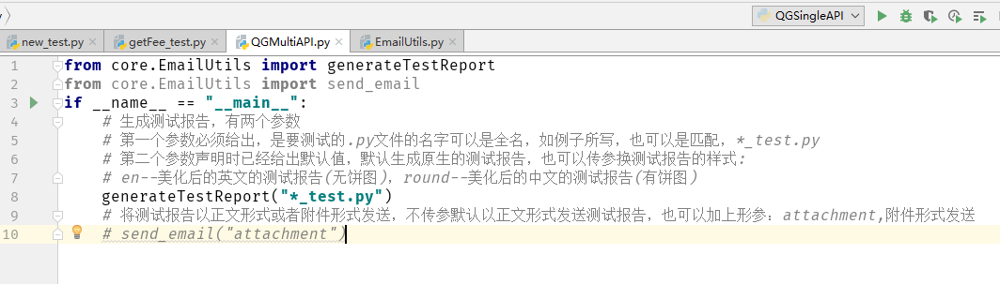 QGSingleAPI
new_test.py getFee_test.py QGMultiAPI.py EmailUtils.py
1 from core.EmailUtils import generateTestReport
2 from core.EmailUtils import send_email
3 if __name__ == "__main__":
4 # 生成测试报告，有两个参数
5 # 第一个参数必须给出，是要测试的.py文件的名字可以是全名，如例子所写，也可以是匹配，*_test.py
6 # 第二个参数声明时已经给出默认值，默认生成原生的测试报告，也可以传参换测试报告的样式:
7 # en--美化后的英文的测试报告(无饼图)，round--美化后的中文的测试报告(有饼图)
8 generateTestReport("*_test.py")
9 # 将测试报告以正文形式或者附件形式发送，不传参默认以正文形式发送测试报告，也可以加上形参：attachment,附件形式发送
10 # send_email("attachment")